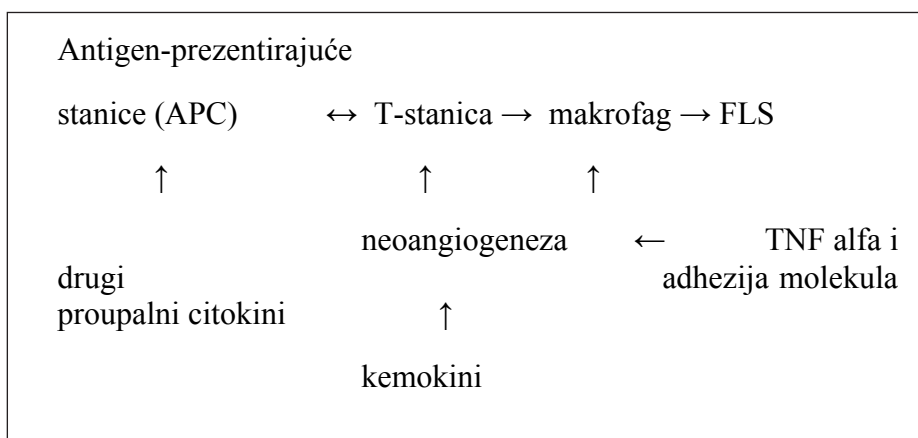 Antigen-prezentirajuće
stanice (APC) ↔ T-stanica → makrofag → FLS
↑ ↑ ↑
neoangiogeneza ← TNF alfa i
drugi adhezija molekula
proupalni citokini ↑
kemokini